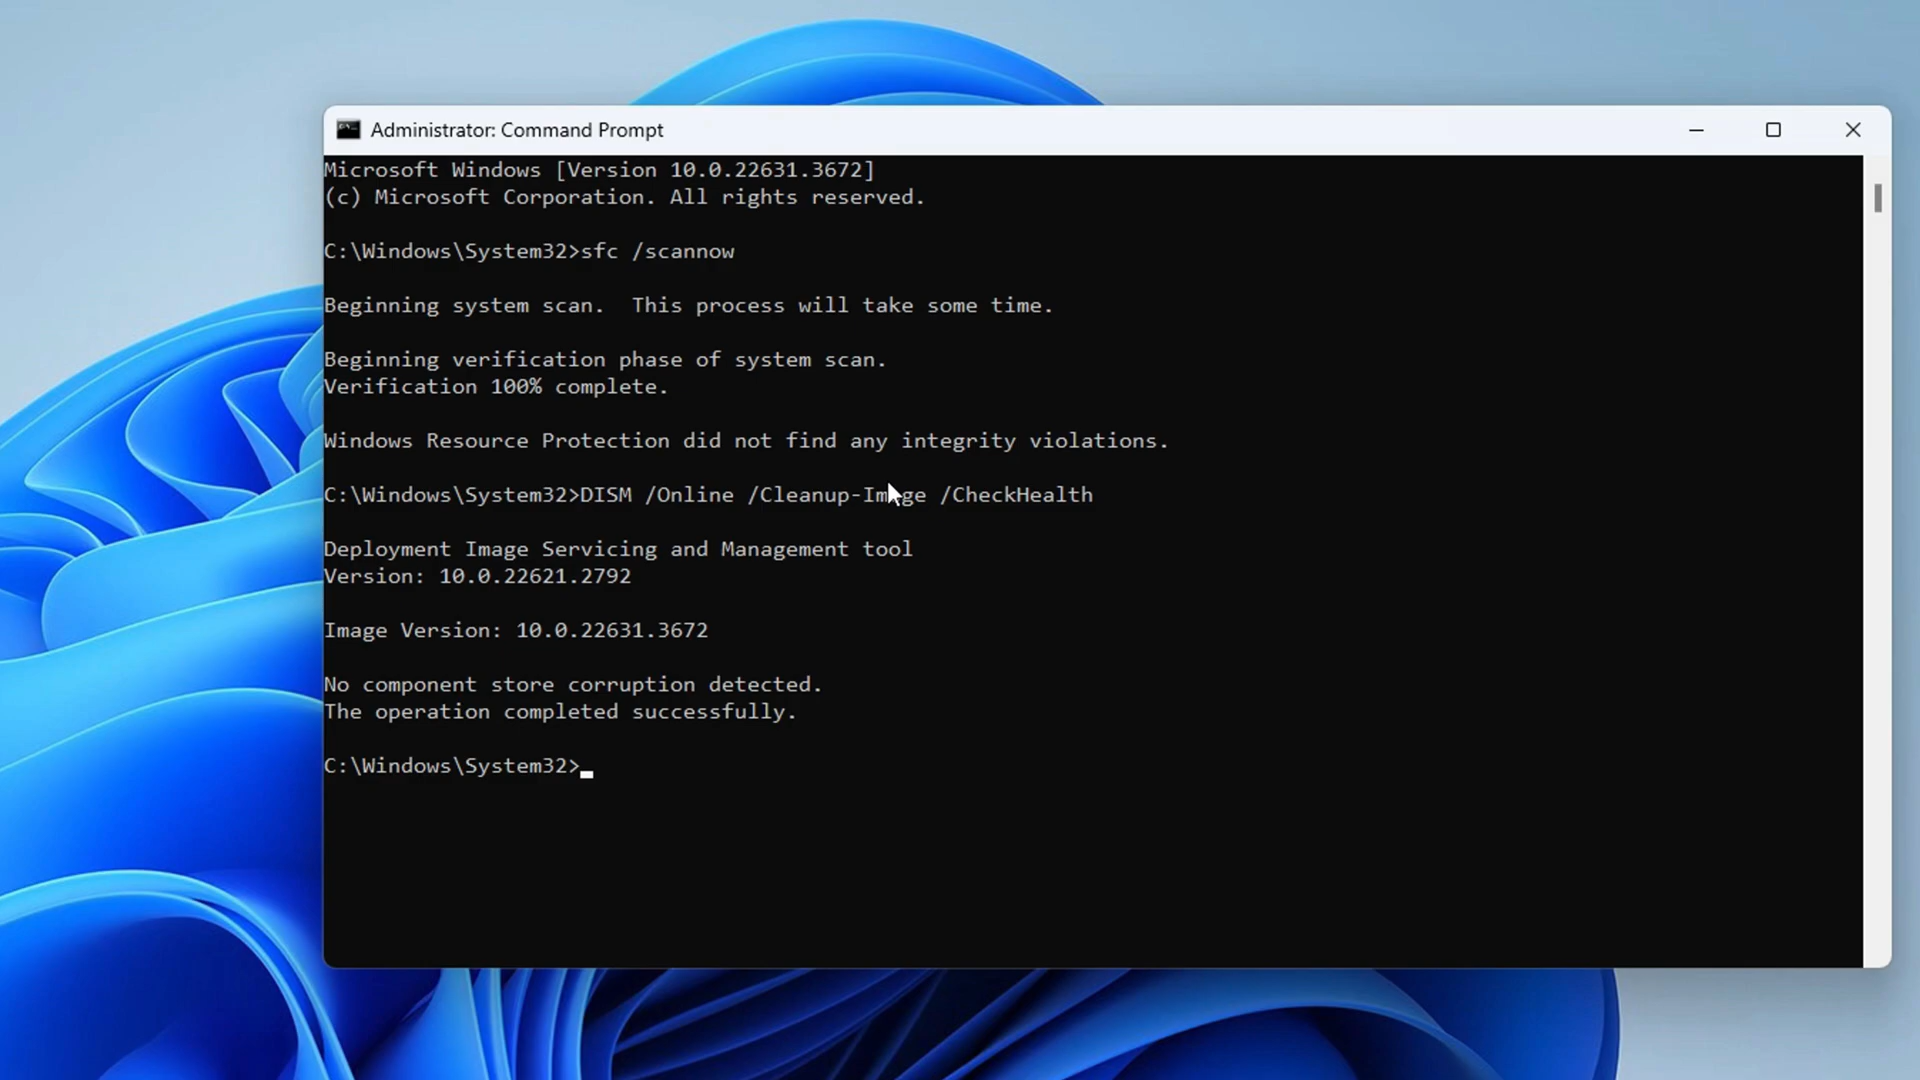 Administrator: Command Prompt
Microsoft Windows [Version 10.0.22631.3672]
(c) Microsoft Corporation. All rights reserved.
C:\Windows\System32>sfc /scannow
Beginning system scan.  This process will take some time.
Beginning verification phase of system scan.
Verification 100% complete.
Windows Resource Protection did not find any integrity violations.
C:\Windows\System32>DISM /Online /Cleanup-Image /CheckHealth
Deployment Image Servicing and Management tool
Version: 10.0.22621.2792
Image Version: 10.0.22631.3672
No component store corruption detected.
The operation completed successfully.
C:\Windows\System32>